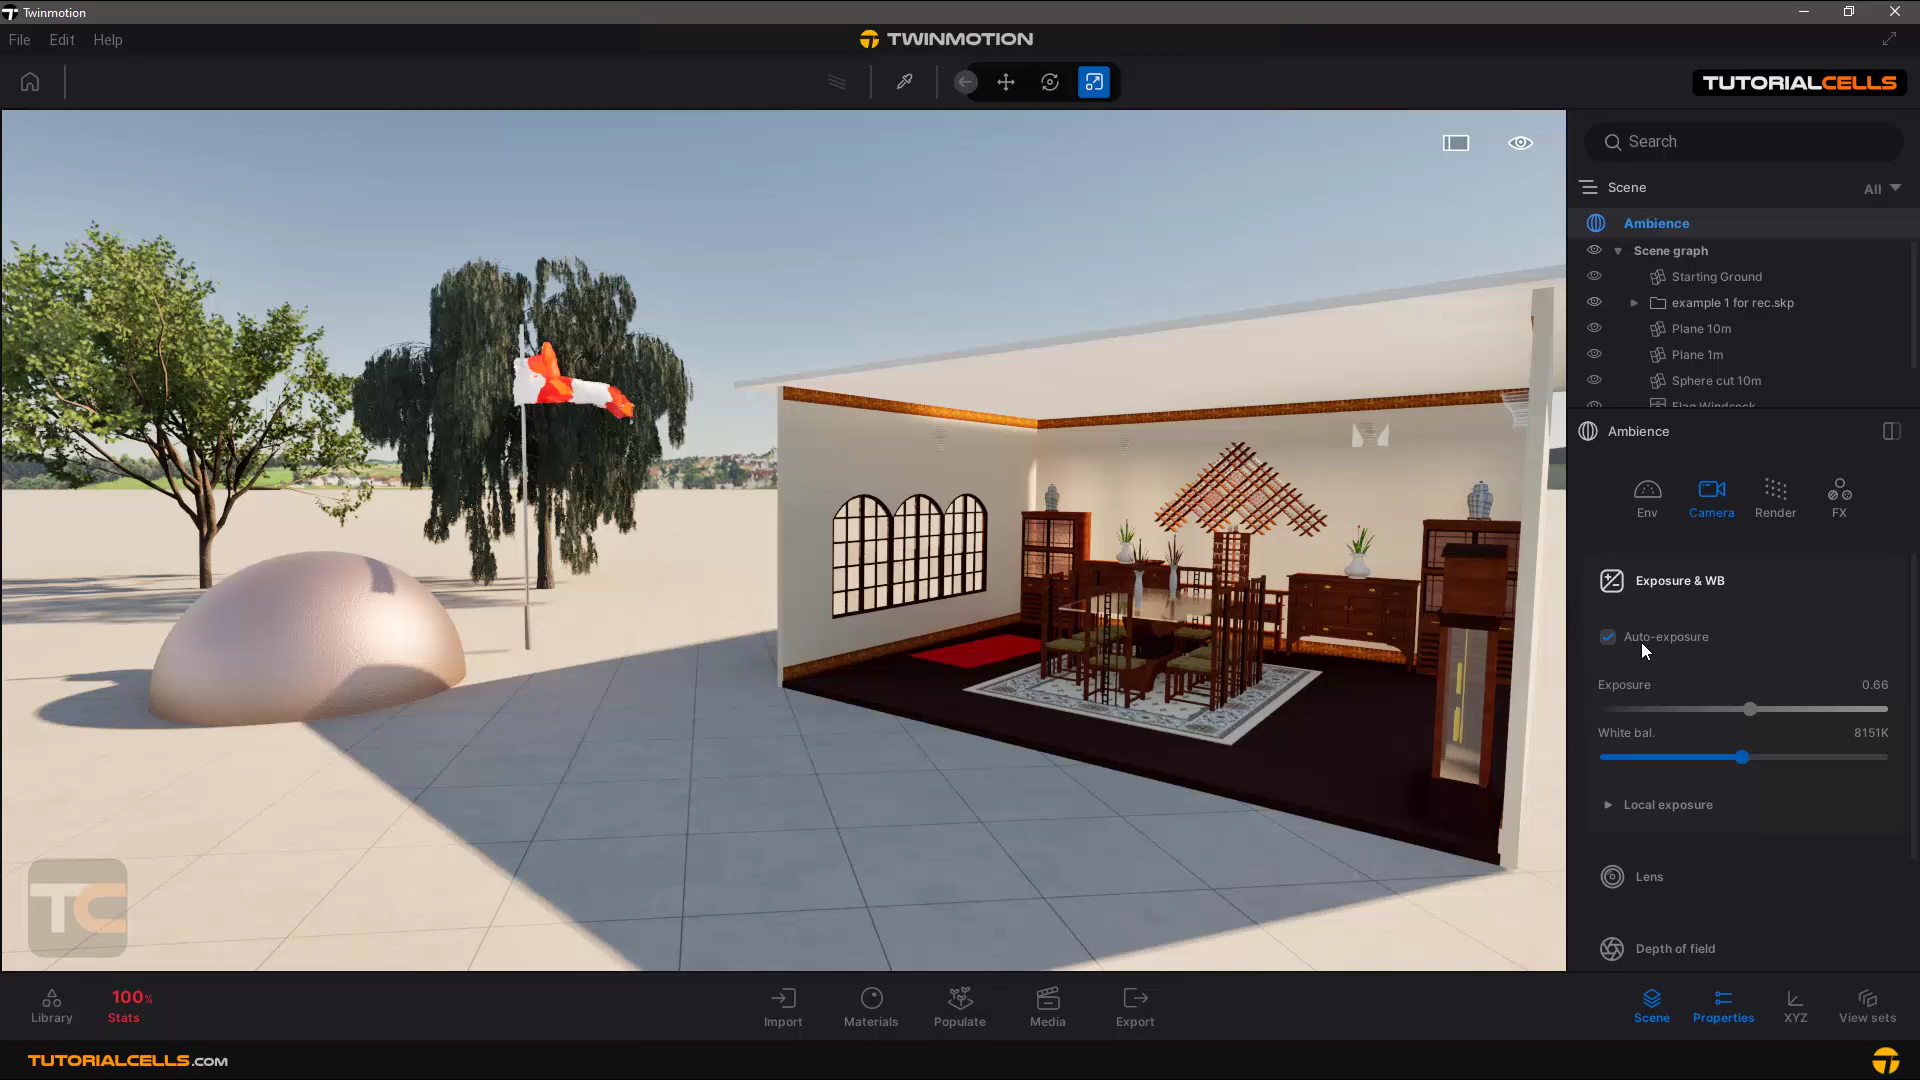 Twinmotion
File Edit Help
TWINMOTION
TUTORIALCELLS
Search
Scene All
Ambience
Scene graph
Starting Ground
example 1 for rec.skp
Plane 10m
Plane 1m
Sphere cut 10m
Flag Windsock
Ambience
Env Camera Render FX
Exposure & WB
Auto-exposure
Exposure 0.66
White bal. 8151K
Local exposure
Lens
Depth of field
TC
Library
100%
Stats
Import Materials Populate Media Export
Scene Properties XYZ View sets
TUTORIALCELLS.COM